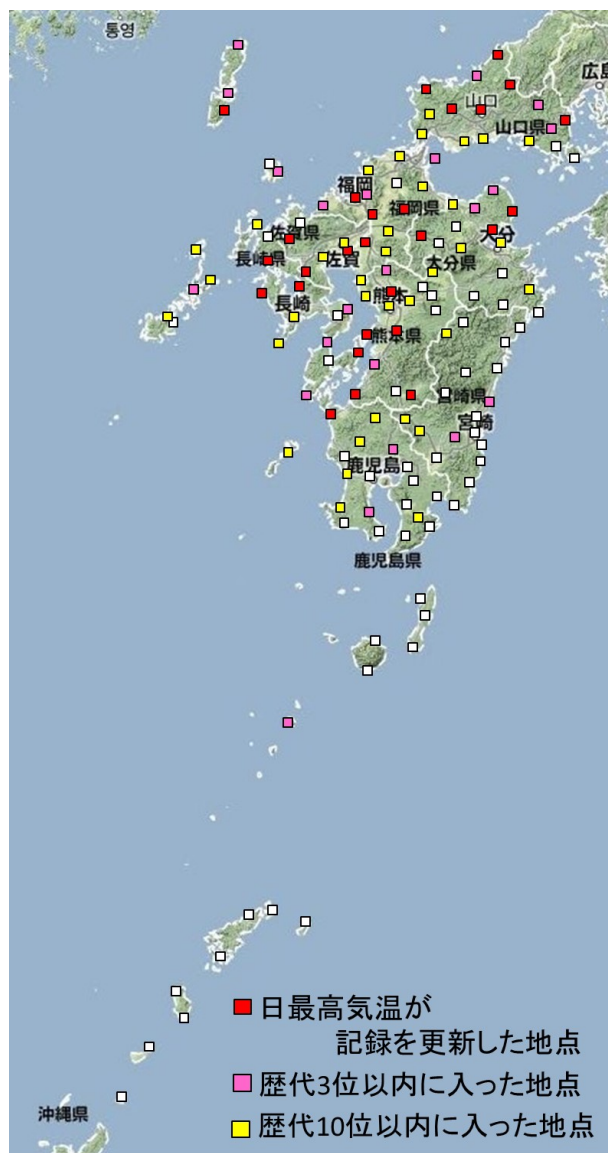 통영
広島
山口
山口県
福岡
福岡県
佐賀県
大分
長崎県
佐賀
大分県
長崎
熊本
熊本県
宮崎県
宮崎
鹿児島
鹿児島県
日最高気温が
記録を更新した地点
歴代3位以内に入った地点
沖縄県
歴代10位以内に入った地点